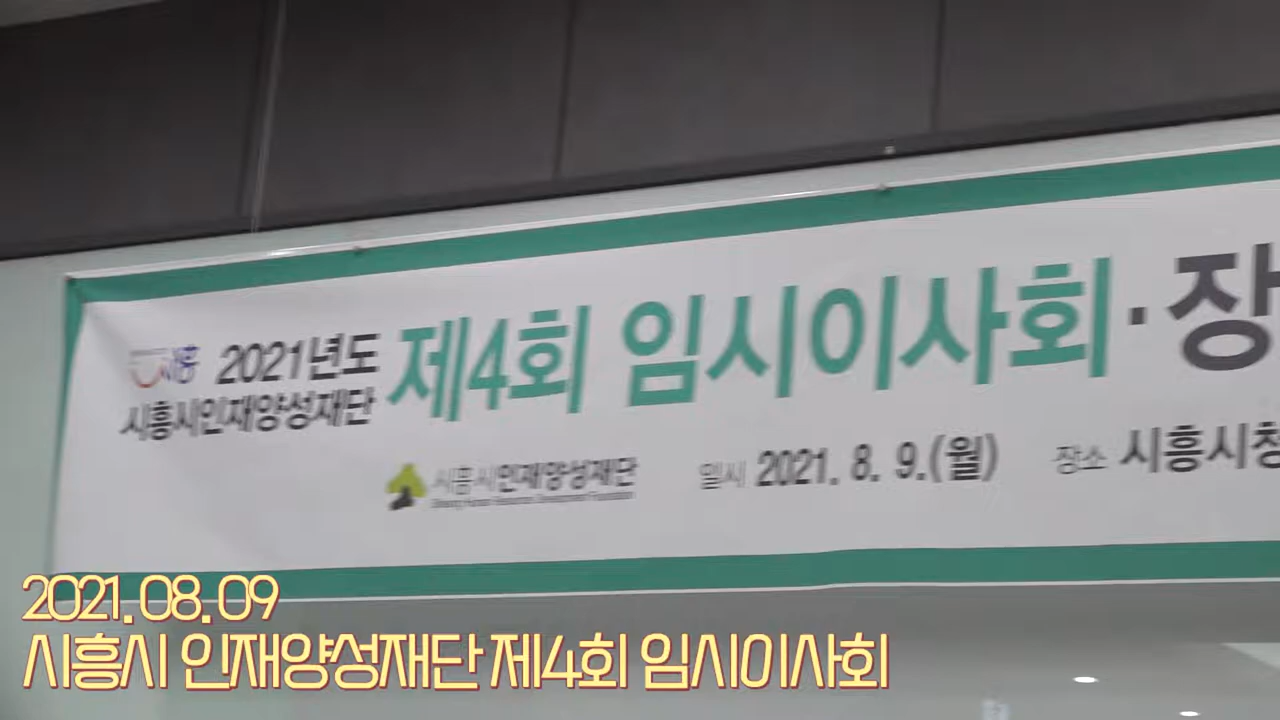 시흥
2021년도
시흥시인재양성재단
제4회 임시이사회·장
시흥시인재양성재단
일시 2021. 8. 9.(월) 장소 시흥시청
2021.08.09
시흥시 인재양성재단 제4회 임시이사회